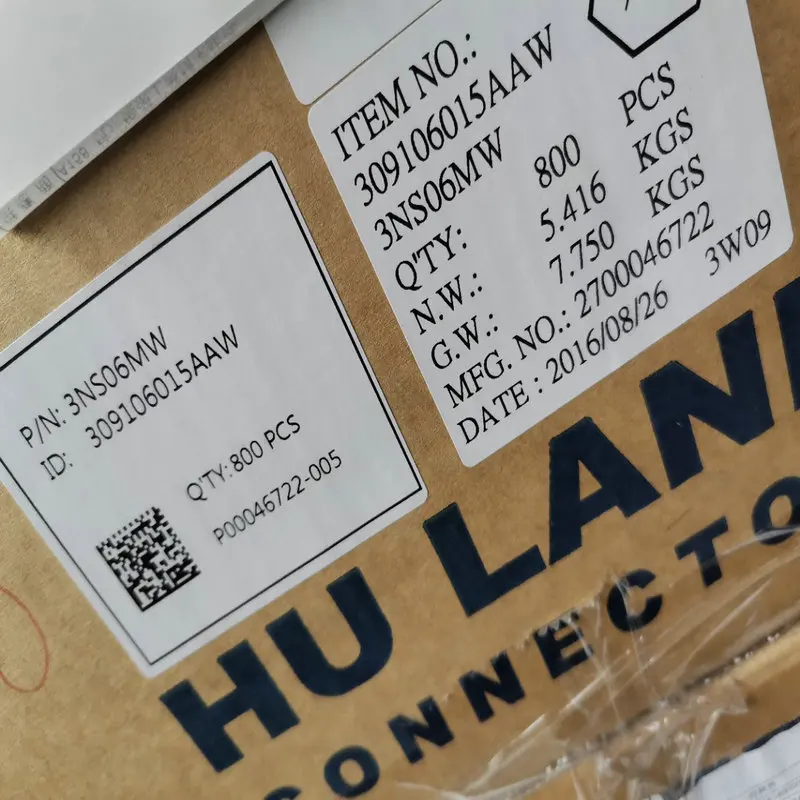 ITEM NO.:
309106015AAW
3NS06MW
Q'TY: 800 PCS
N.W.: 5.416 KGS
G.W.: 7.750 KGS
MFG. NO.: 2700046722
DATE : 2016/08/26 3W09
P/N: 3NS06MW
ID: 309106015AAW
Q'TY: 800 PCS
P00046722-005
HU LAN
CONNECTO